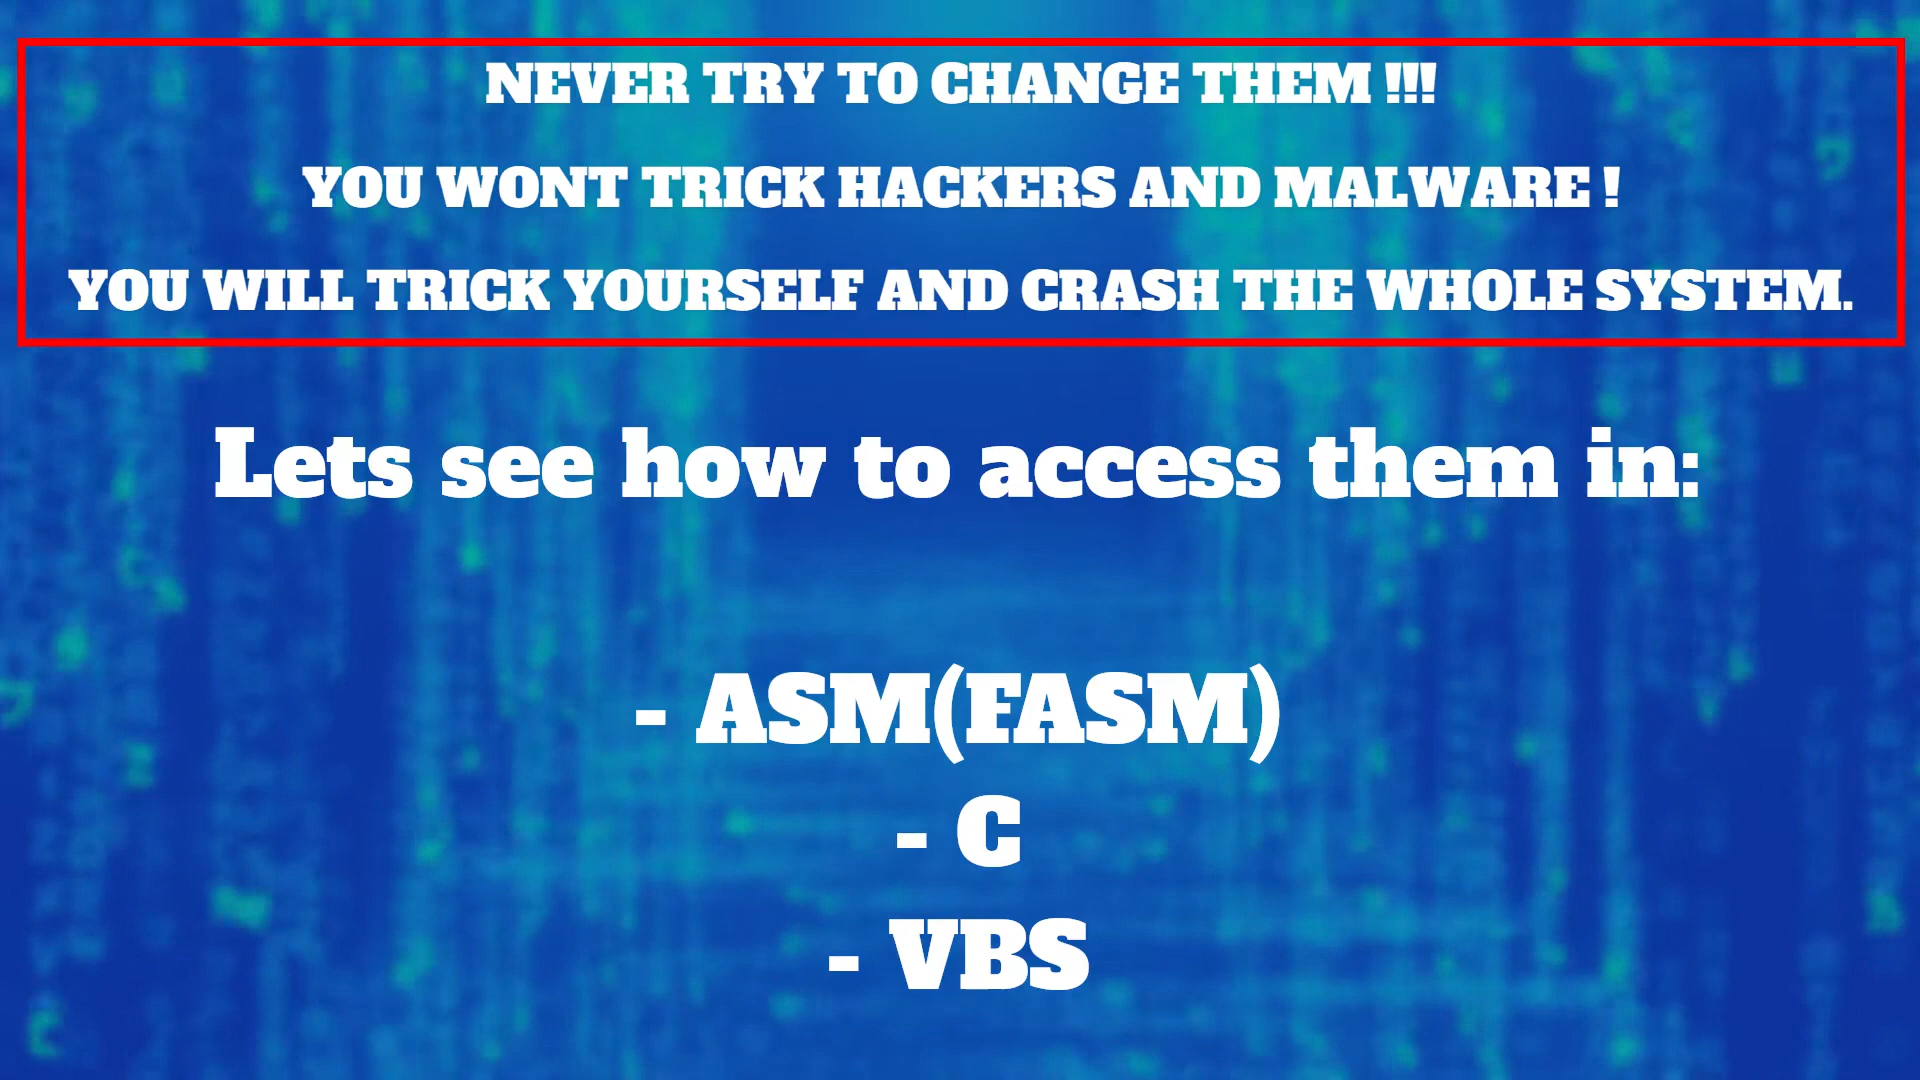 NEVER TRY TO CHANGE THEM !!!
YOU WONT TRICK HACKERS AND MALWARE !
YOU WILL TRICK YOURSELF AND CRASH THE WHOLE SYSTEM.
Lets see how to access them in:
- ASM(FASM)
- C
- VBS